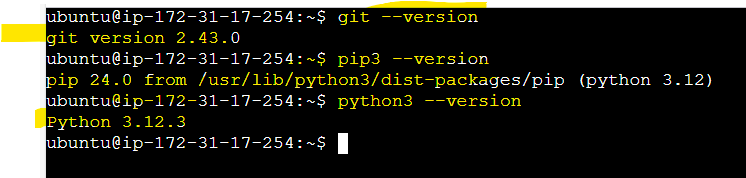 ubuntu@ip-172-31-17-254:~$ git --version
git version 2.43.0
ubuntu@ip-172-31-17-254:~$ pip3 --version
pip 24.0 from /usr/lib/python3/dist-packages/pip (python 3.12)
ubuntu@ip-172-31-17-254:~$ python3 --version
Python 3.12.3
ubuntu@ip-172-31-17-254:~$